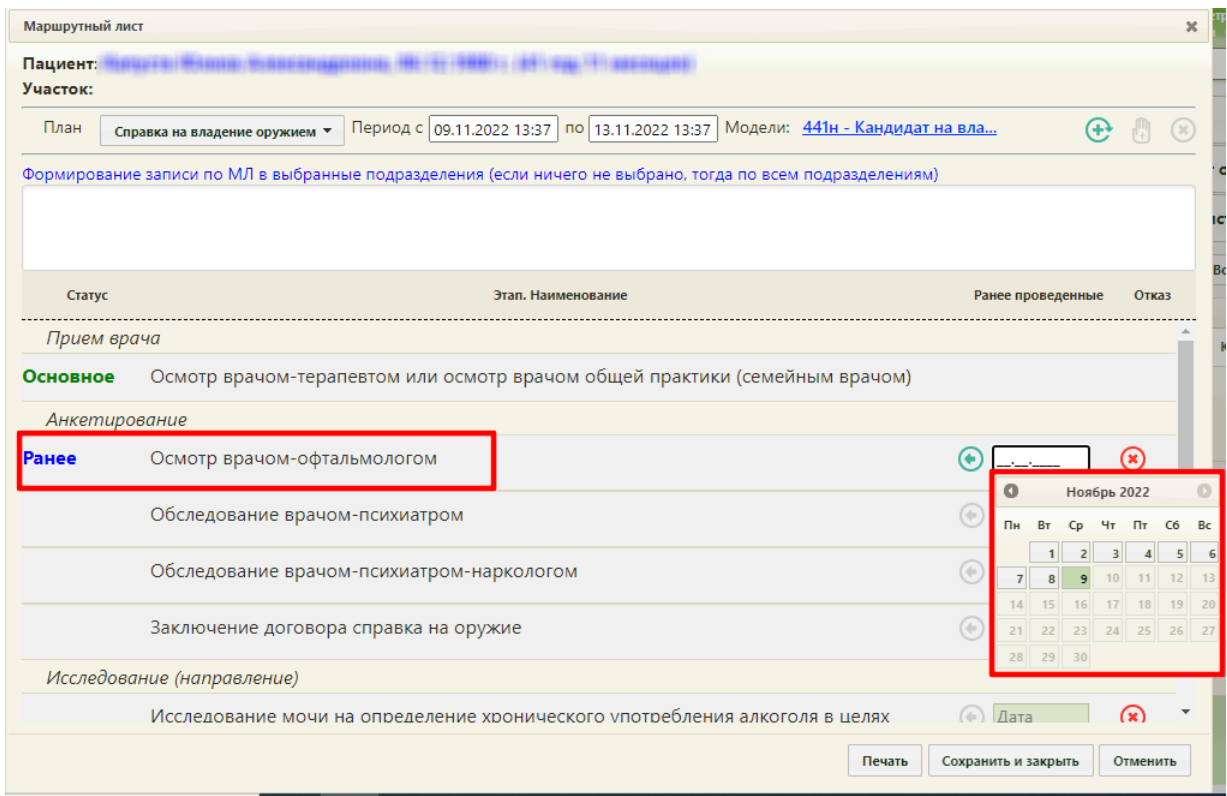 Маршрутный лист
Пациент:
Участок:
План Справка на владение оружием Период с 09.11.2022 13:37 по 13.11.2022 13:37 Модели: 441н - Кандидат на вла...
Формирование записи по МЛ в выбранные подразделения (если ничего не выбрано, тогда по всем подразделениям)
Статус Этап. Наименование Ранее проведенные Отказ
Прием врача
Основное Осмотр врачом-терапевтом или осмотр врачом общей практики (семейным врачом)
Анкетирование
Ранее Осмотр врачом-офтальмологом __.__.____
Ноябрь 2022
Пн Вт Ср Чт Пт Сб Вс
1 2 3 4 5 6
7 8 9 10 11 12 13
14 15 16 17 18 19 20
21 22 23 24 25 26 27
28 29 30
Обследование врачом-психиатром
Обследование врачом-психиатром-наркологом
Заключение договора справка на оружие
Исследование (направление)
Исследование мочи на определение хронического употребления алкоголя в целях Дата
Печать Сохранить и закрыть Отменить